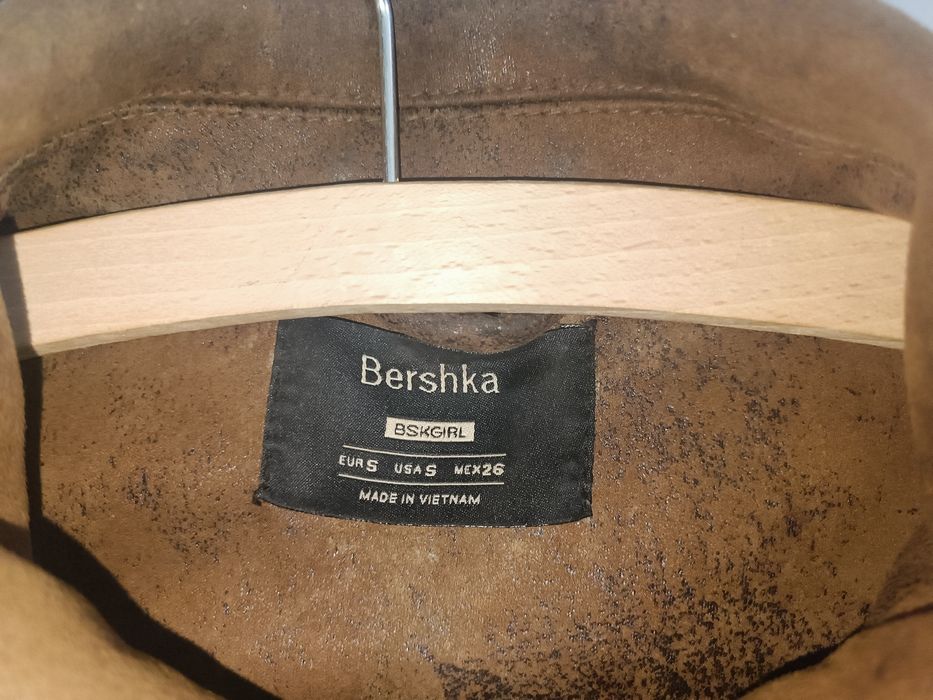 Bershka
BSKGIRL
EUR S USA S MEX 26
MADE IN VIETNAM